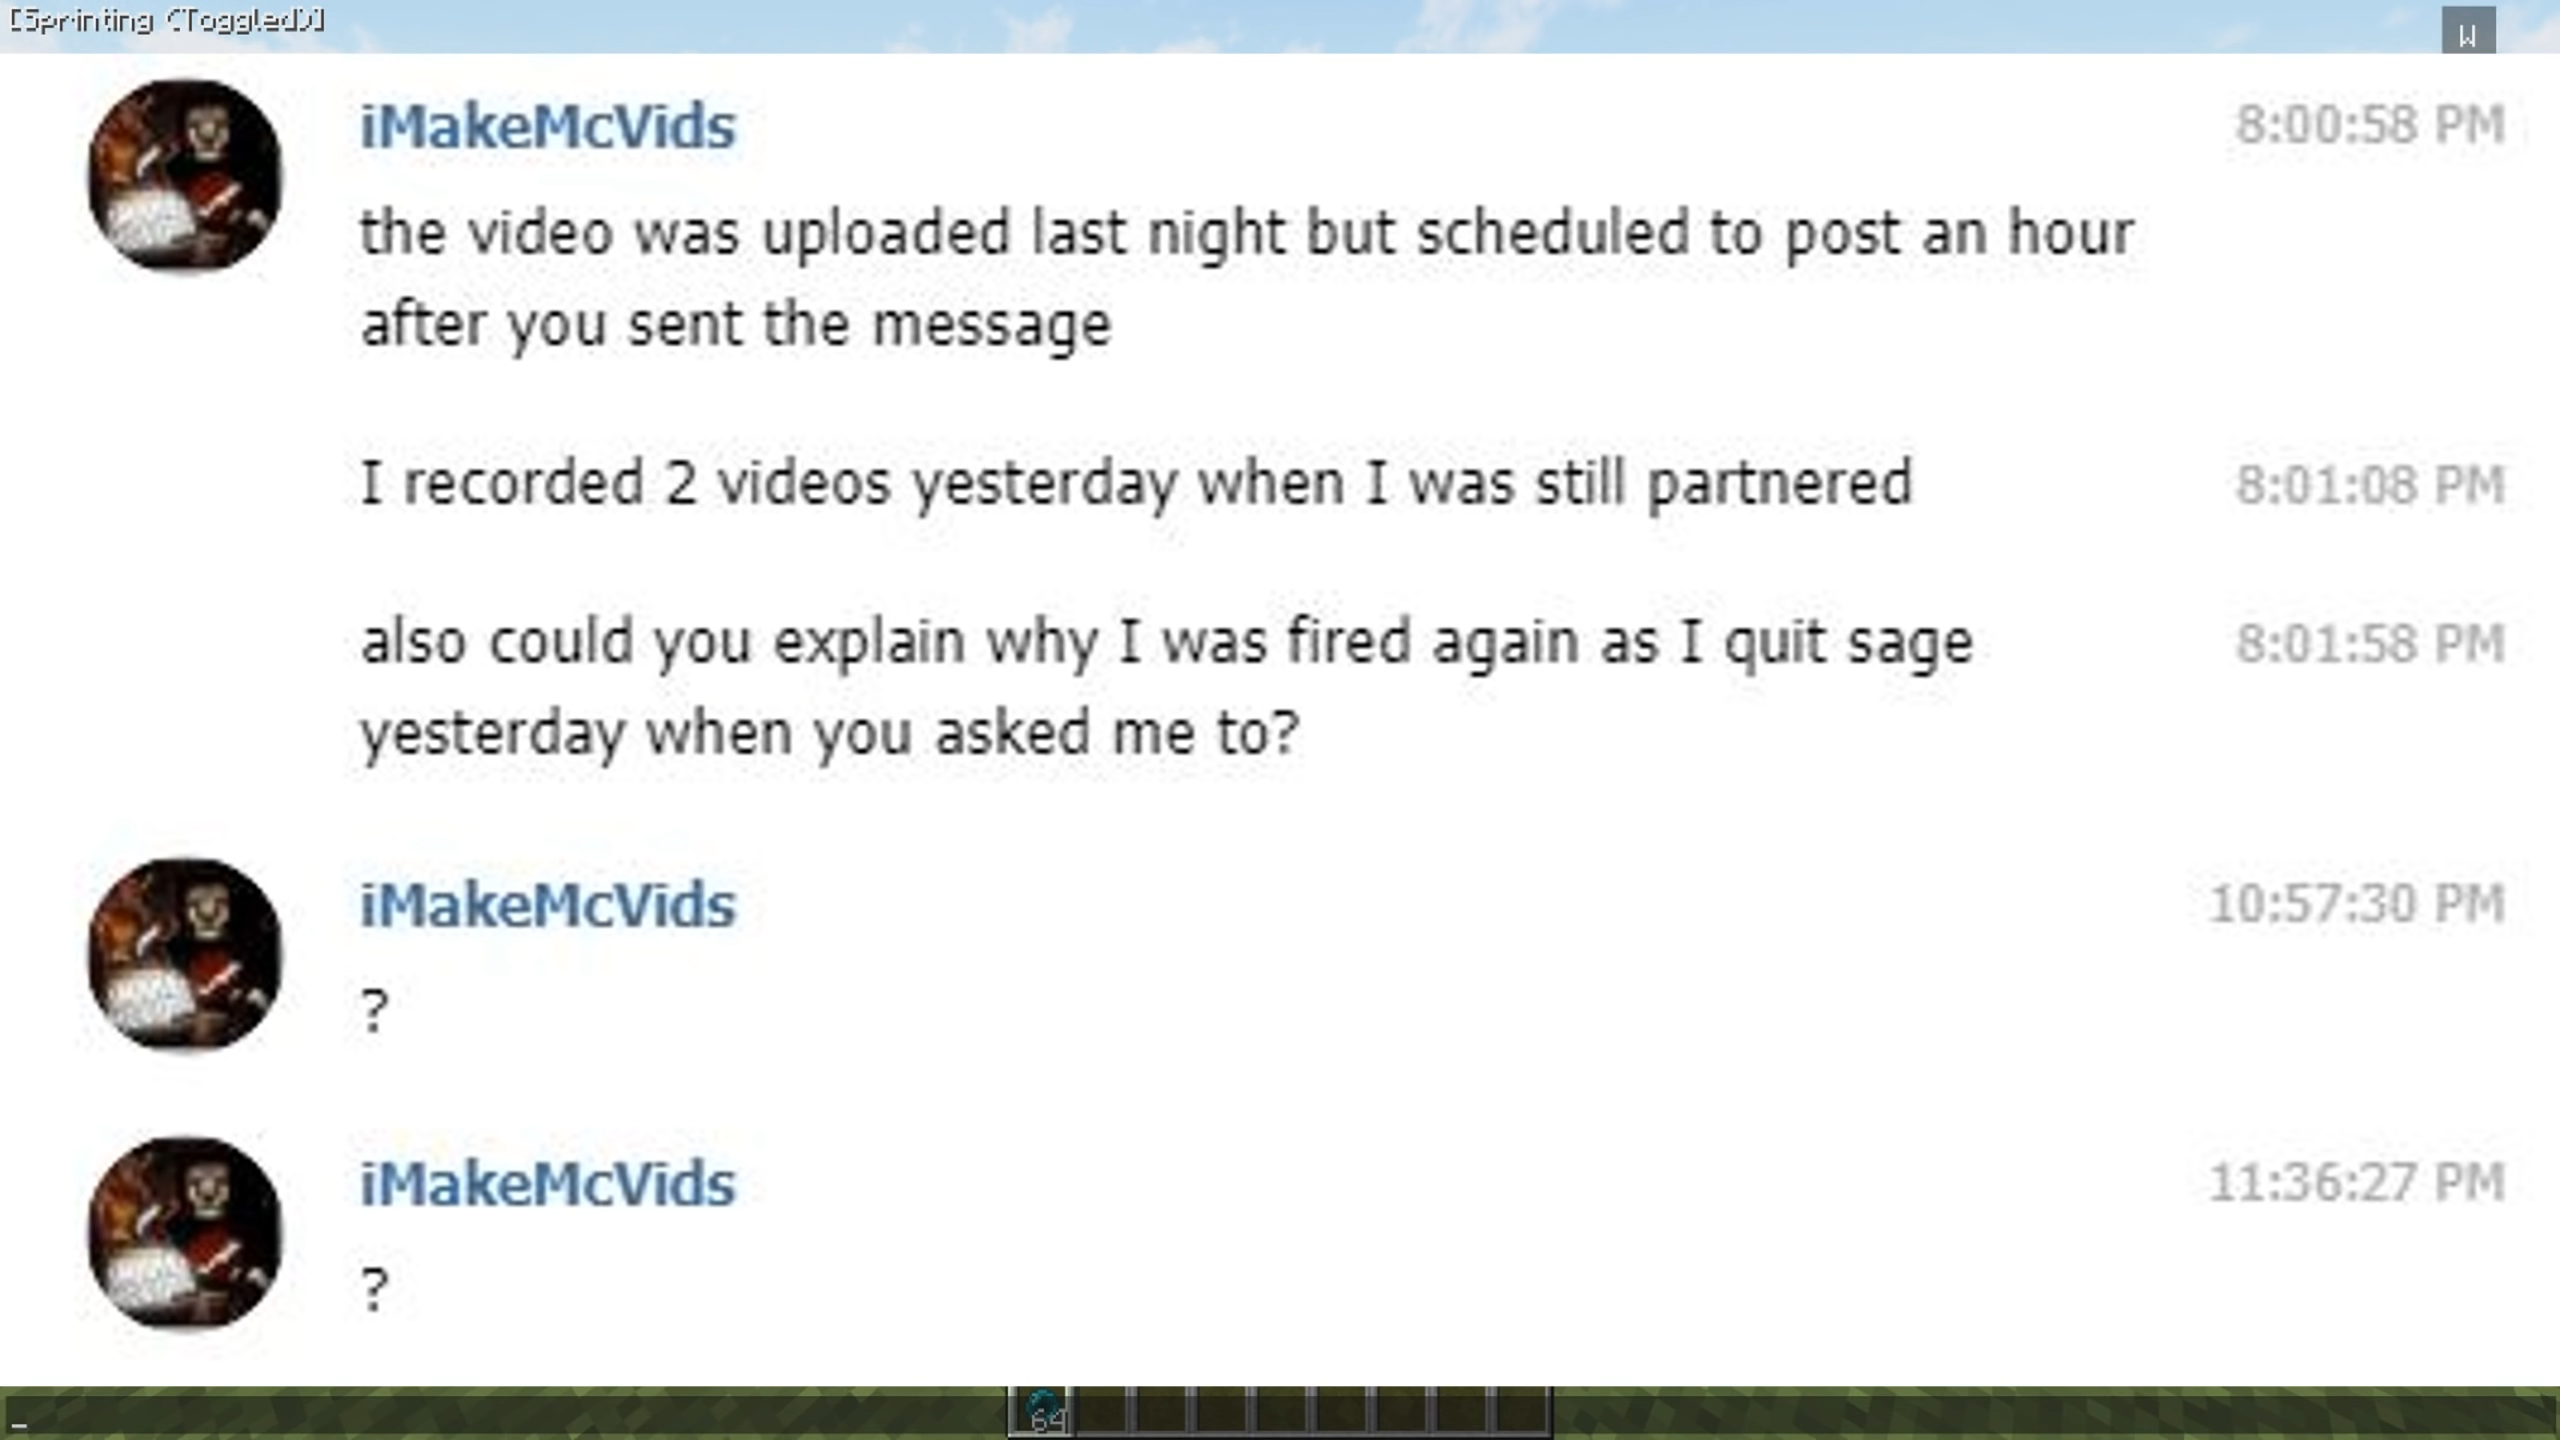 [Sprinting (Toggled)]
W
iMakeMcVids 8:00:58 PM
the video was uploaded last night but scheduled to post an hour
after you sent the message
I recorded 2 videos yesterday when I was still partnered 8:01:08 PM
also could you explain why I was fired again as I quit sage 8:01:58 PM
yesterday when you asked me to?
iMakeMcVids 10:57:30 PM
?
iMakeMcVids 11:36:27 PM
?
64
_